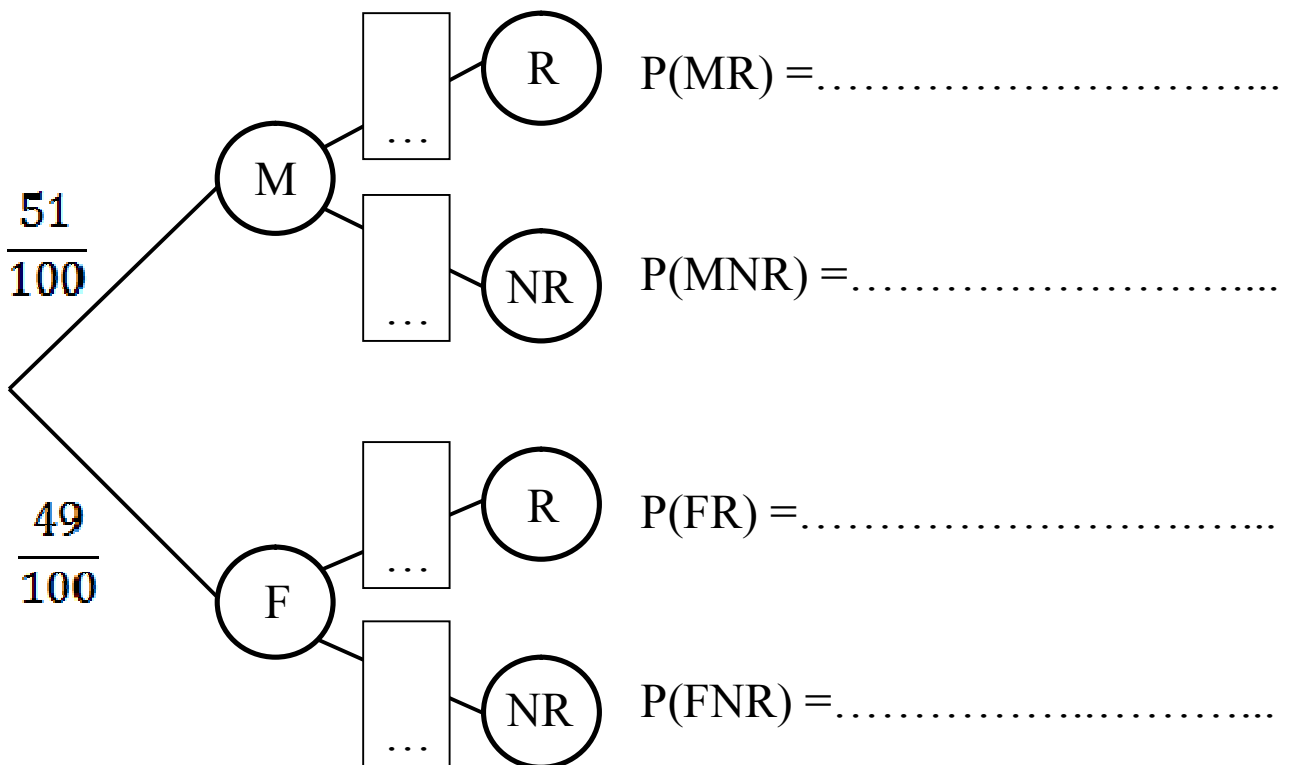 R
P(MR) =………………………...
…
M
51
100
NR
P(MNR) =……………………....
…
R
P(FR) =…………………….…...
…
49
100
F
NR
P(FNR) =……………..………...
…